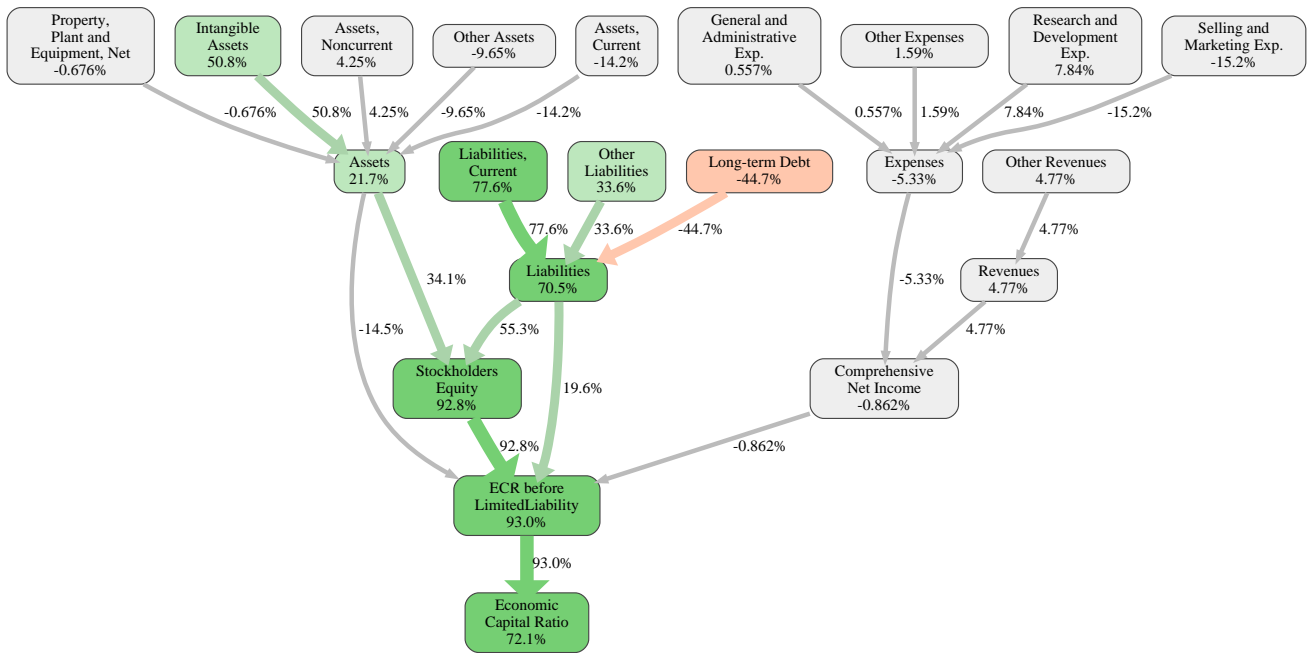 Property,
Plant and
Equipment, Net
-0.676%
Intangible
Assets
50.8%
Assets,
Noncurrent
4.25%
Other Assets
-9.65%
Assets,
Current
-14.2%
General and
Administrative
Exp.
0.557%
Other Expenses
1.59%
Research and
Development
Exp.
7.84%
Selling and
Marketing Exp.
-15.2%
-0.676%
50.8%
4.25%
-9.65%
-14.2%
0.557%
1.59%
7.84%
-15.2%
Assets
21.7%
Liabilities,
Current
77.6%
Other
Liabilities
33.6%
Long-term Debt
-44.7%
Expenses
-5.33%
Other Revenues
4.77%
77.6%
33.6%
-44.7%
4.77%
Liabilities
70.5%
Revenues
4.77%
34.1%
-5.33%
-14.5%
55.3%
4.77%
Stockholders
Equity
92.8%
19.6%
Comprehensive
Net Income
-0.862%
92.8%
-0.862%
ECR before
LimitedLiability
93.0%
93.0%
Economic
Capital Ratio
72.1%